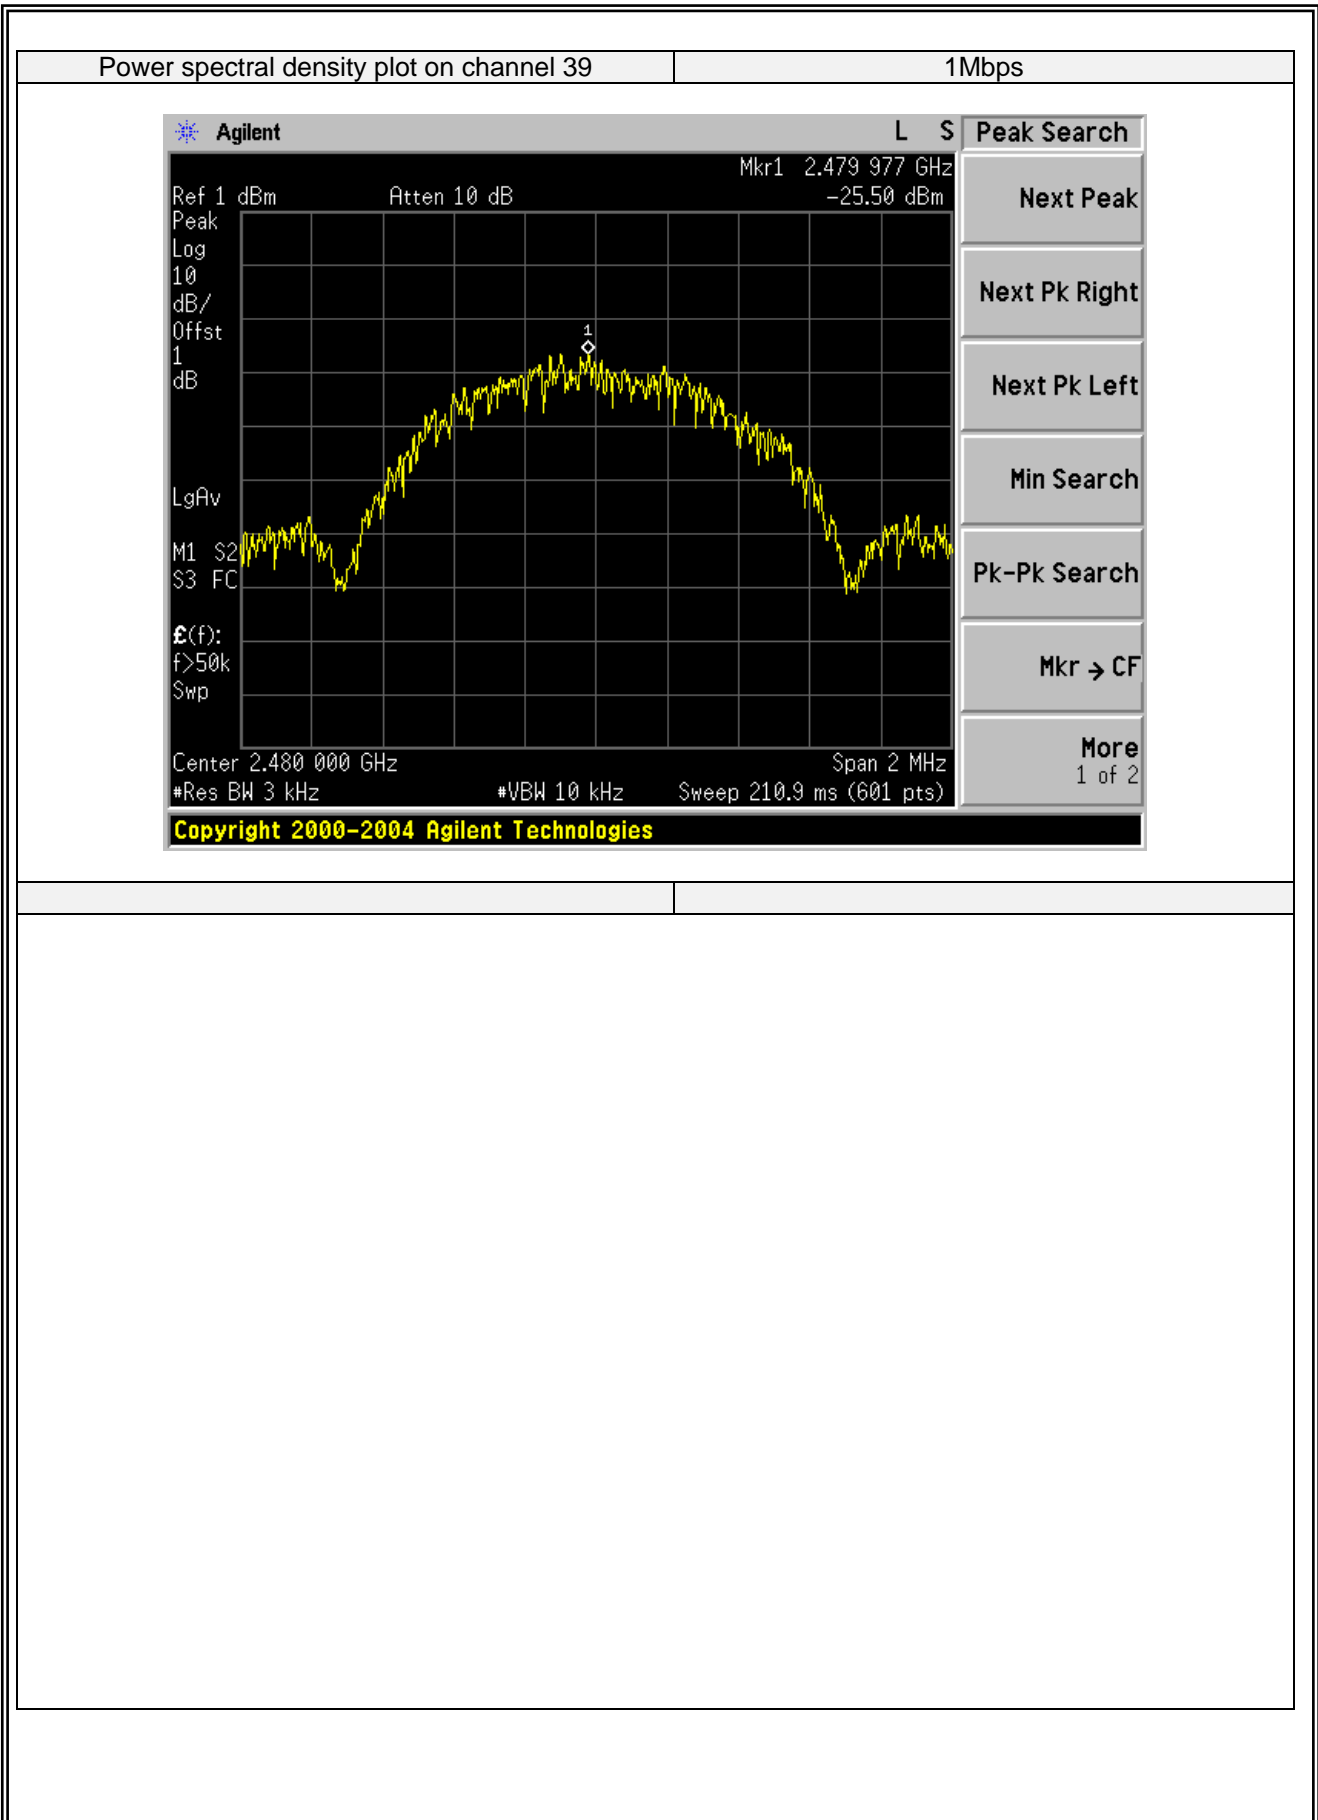 Power spectral density plot on channel 39 1Mbps
Agilent L S Peak Search
Mkr1 2.479 977 GHz
Ref 1 dBm Atten 10 dB -25.50 dBm
Peak
Log
10
dB/
Offst
1
dB
1
LgAv
M1 S2
S3 FC
£(f):
f>50k
Swp
Center 2.480 000 GHz Span 2 MHz
#Res BW 3 kHz #VBW 10 kHz Sweep 210.9 ms (601 pts)
Next Peak
Next Pk Right
Next Pk Left
Min Search
Pk-Pk Search
Mkr → CF
More
1 of 2
Copyright 2000-2004 Agilent Technologies